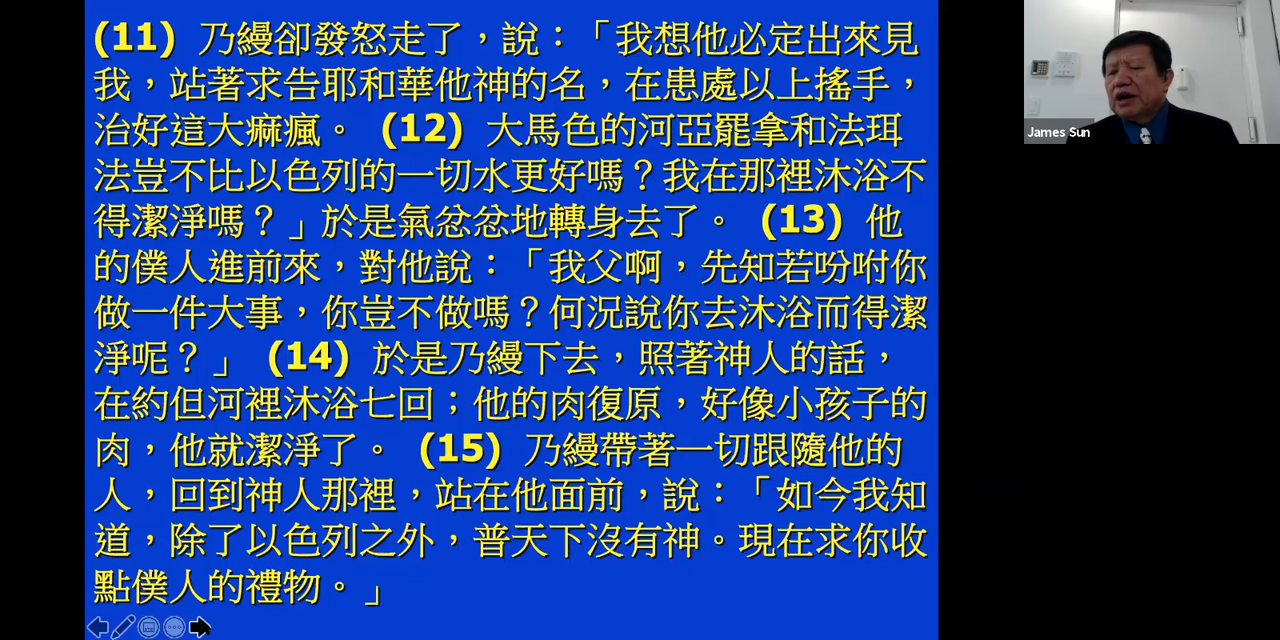 (11) 乃縵卻發怒走了，說：「我想他必定出來見
我，站著求告耶和華他神的名，在患處以上搖手，
治好這大痲瘋。 (12) 大馬色的河亞罷拿和法珥
法豈不比以色列的一切水更好嗎？我在那裡沐浴不
得潔淨嗎？」於是氣忿忿地轉身去了。 (13) 他
的僕人進前來，對他說：「我父啊，先知若吩咐你
做一件大事，你豈不做嗎？何況說你去沐浴而得潔
淨呢？」 (14) 於是乃縵下去，照著神人的話，
在約但河裡沐浴七回；他的肉復原，好像小孩子的
肉，他就潔淨了。 (15) 乃縵帶著一切跟隨他的
人，回到神人那裡，站在他面前，說：「如今我知
道，除了以色列之外，普天下沒有神。現在求你收
點僕人的禮物。」
James Sun